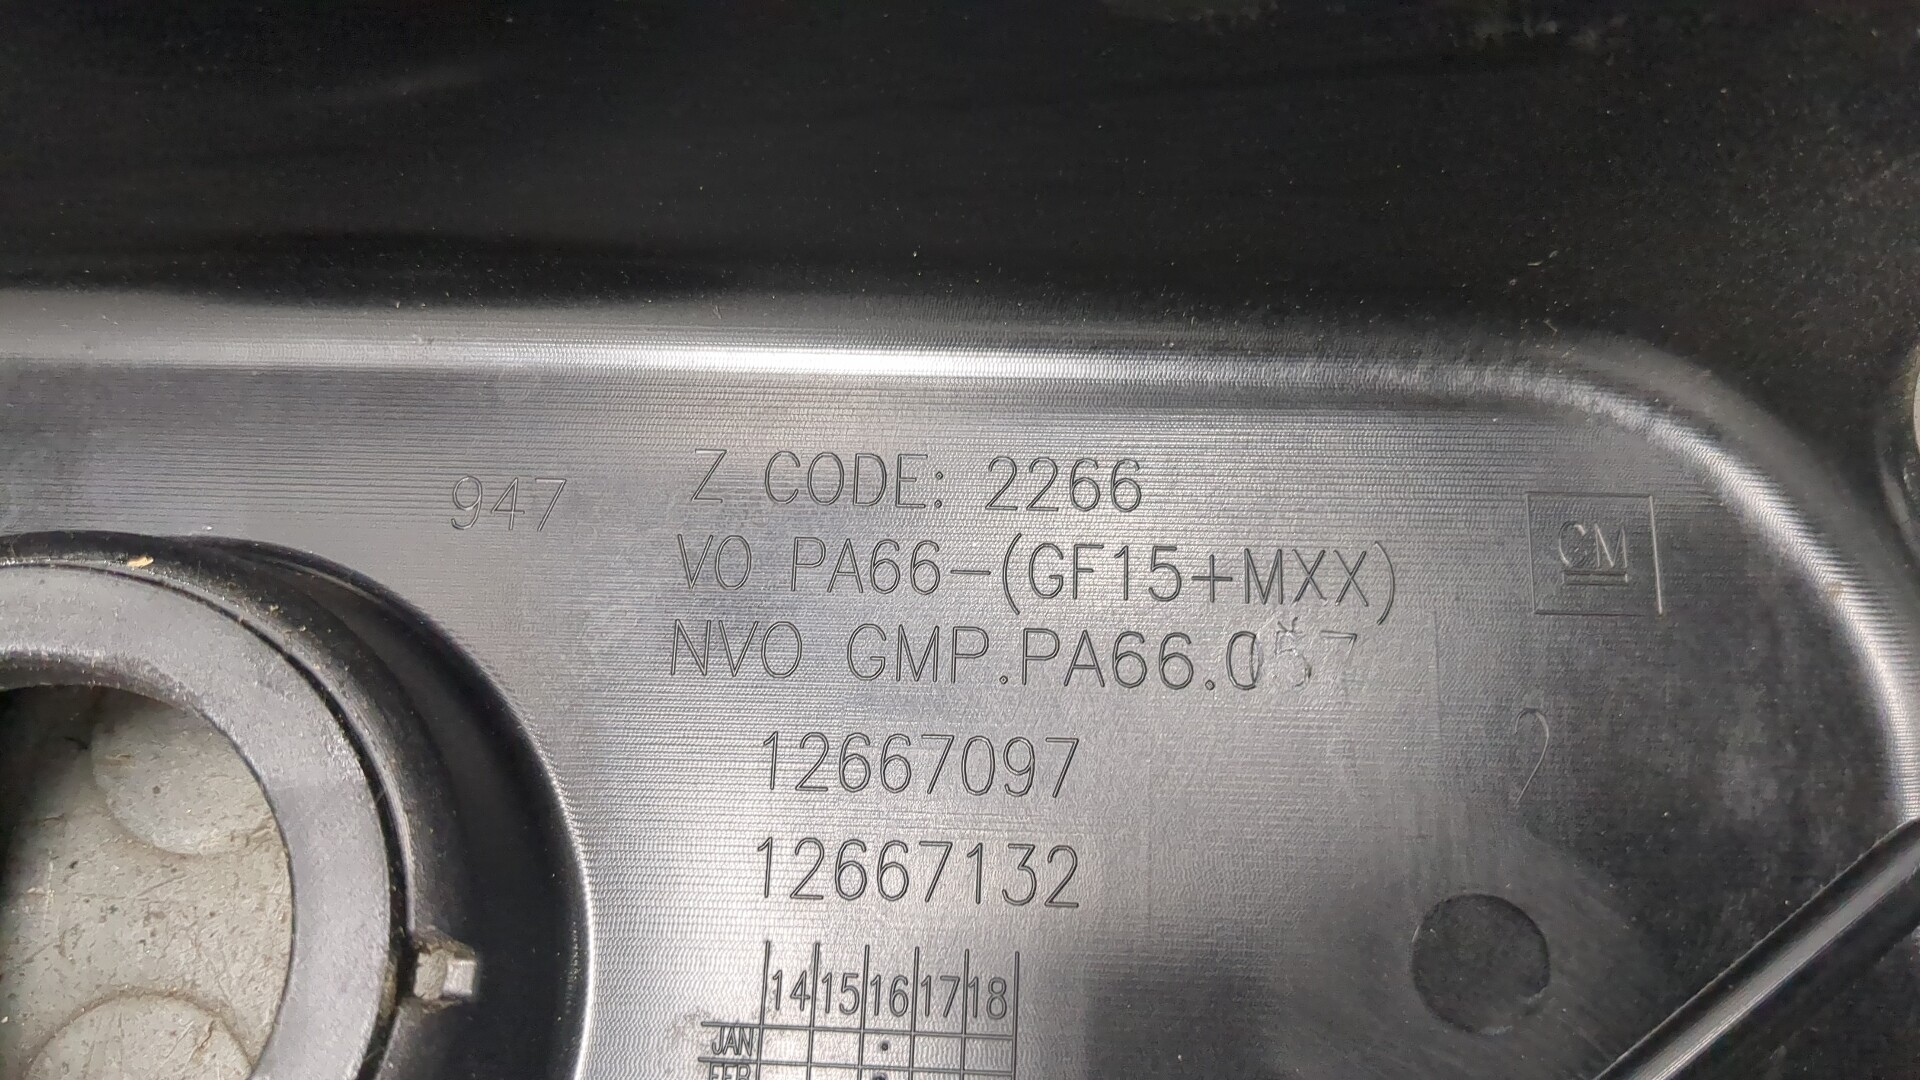 947
Z CODE: 2266
VO PA66-(GF15+MXX)
NVO GMP.PA66.057
GM
12667097
12667132
14 15 16 17 18
JAN
FEB